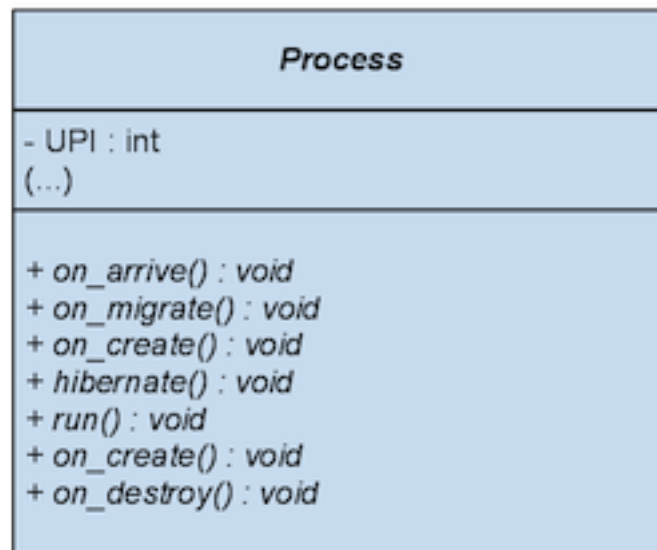 Process
- UPI : int
(...)
+ on_arrive() : void
+ on_migrate() : void
+ on_create() : void
+ hibernate() : void
+ run() : void
+ on_create() : void
+ on_destroy() : void